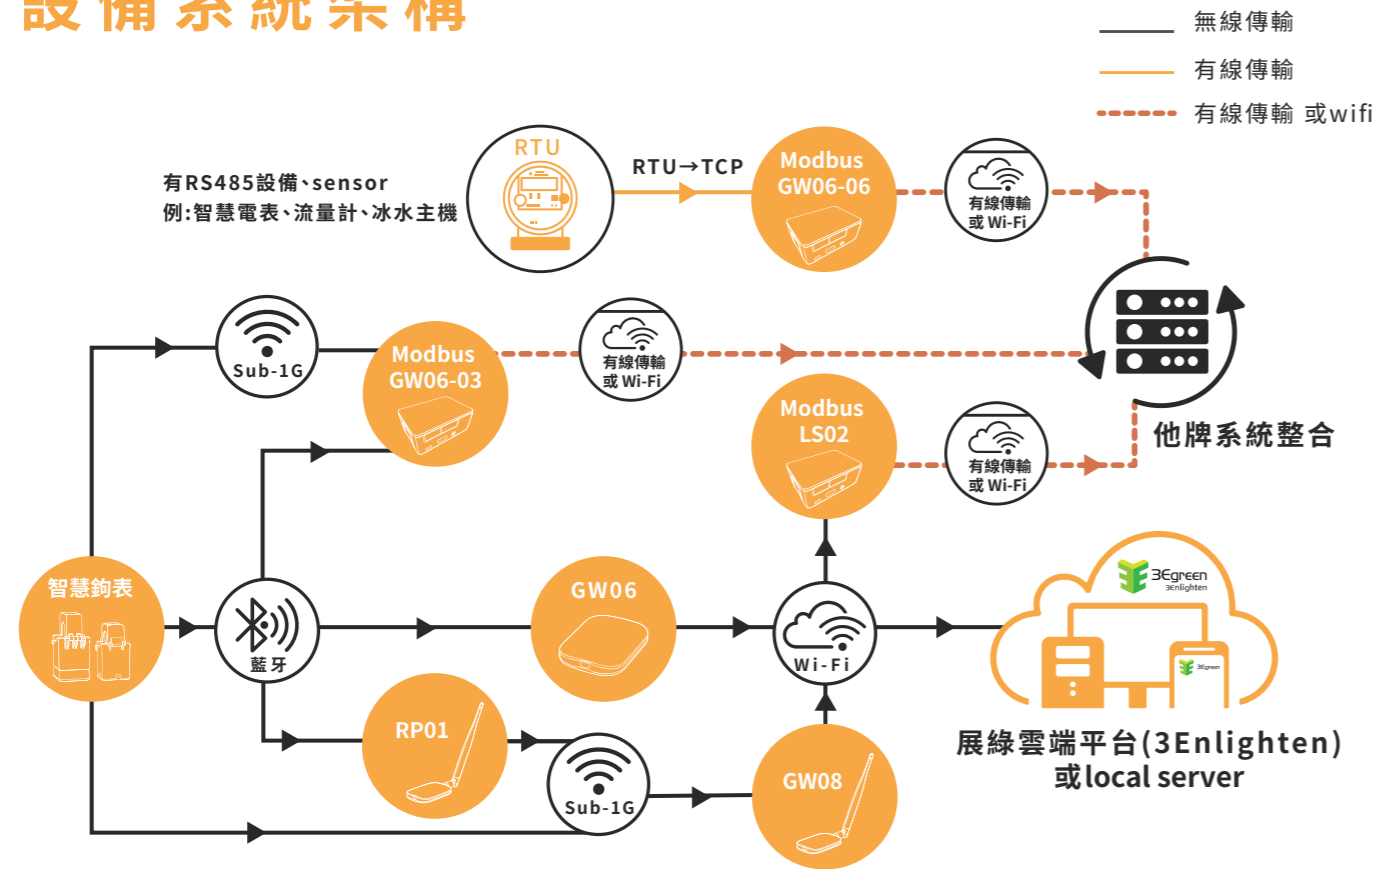 設備系統架構
無線傳輸
有線傳輸
有線傳輸 或wifi
有RS485設備、sensor
例:智慧電表、流量計、冰水主機
RTU
RTU→TCP
Modbus
GW06-06
有線傳輸
或 Wi-Fi
Sub-1G
Modbus
GW06-03
有線傳輸
或 Wi-Fi
Modbus
LS02
有線傳輸
或 Wi-Fi
他牌系統整合
智慧鉤表
藍牙
GW06
Wi-Fi
3Egreen
3Enlighten
3Egreen
RP01
Sub-1G
GW08
展綠雲端平台(3Enlighten)
或local server